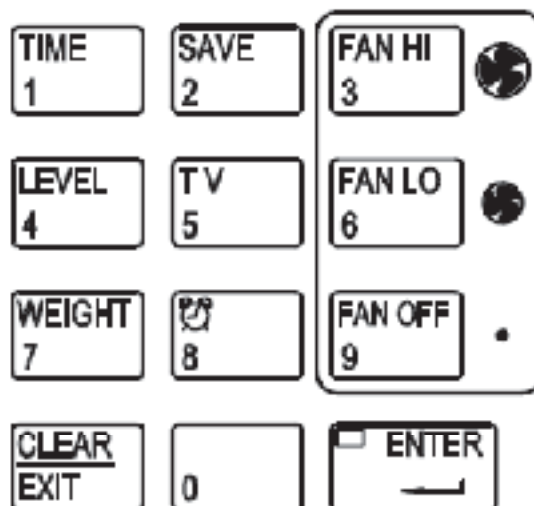 TIME SAVE FAN HI
1 2 3
LEVEL T V FAN LO
4 5 6
WEIGHT FAN OFF
7 8 9
CLEAR ENTER
EXIT 0